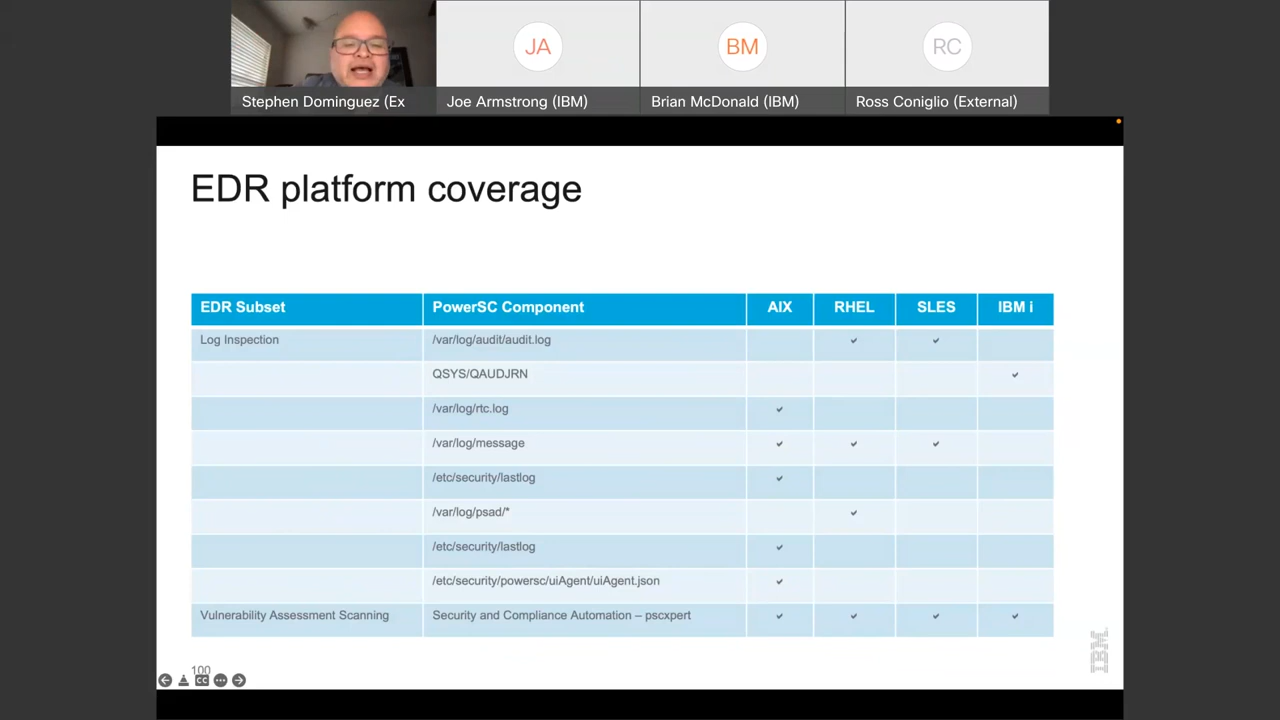 JA
BM
RC
Stephen Dominguez (Ex
Joe Armstrong (IBM)
Brian McDonald (IBM)
Ross Coniglio (External)
EDR platform coverage
EDR Subset PowerSC Component AIX RHEL SLES IBM i
Log Inspection /var/log/audit/audit.log ✓ ✓
QSYS/QAUDJRN ✓
/var/log/rtc.log ✓
/var/log/message ✓ ✓ ✓
/etc/security/lastlog ✓
/var/log/psad/* ✓
/etc/security/lastlog ✓
/etc/security/powersc/uiAgent/uiAgent.json ✓
Vulnerability Assessment Scanning Security and Compliance Automation – pscxpert ✓ ✓ ✓ ✓
100
CC
IBM